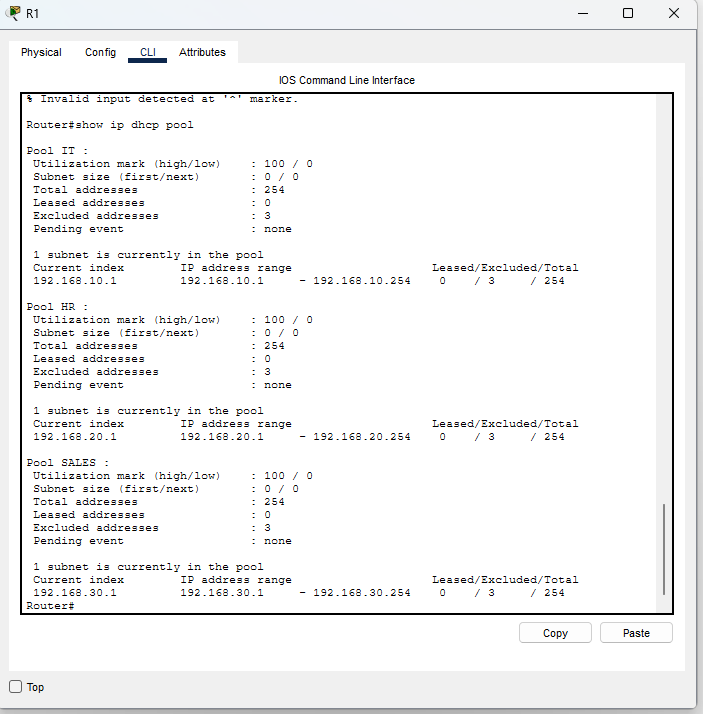 R1
Physical Config CLI Attributes
IOS Command Line Interface
% Invalid input detected at '^' marker.
Router#show ip dhcp pool
Pool IT :
Utilization mark (high/low) : 100 / 0
Subnet size (first/next) : 0 / 0
Total addresses : 254
Leased addresses : 0
Excluded addresses : 3
Pending event : none
1 subnet is currently in the pool
Current index IP address range Leased/Excluded/Total
192.168.10.1 192.168.10.1 - 192.168.10.254 0 / 3 / 254
Pool HR :
Utilization mark (high/low) : 100 / 0
Subnet size (first/next) : 0 / 0
Total addresses : 254
Leased addresses : 0
Excluded addresses : 3
Pending event : none
1 subnet is currently in the pool
Current index IP address range Leased/Excluded/Total
192.168.20.1 192.168.20.1 - 192.168.20.254 0 / 3 / 254
Pool SALES :
Utilization mark (high/low) : 100 / 0
Subnet size (first/next) : 0 / 0
Total addresses : 254
Leased addresses : 0
Excluded addresses : 3
Pending event : none
1 subnet is currently in the pool
Current index IP address range Leased/Excluded/Total
192.168.30.1 192.168.30.1 - 192.168.30.254 0 / 3 / 254
Router#
Copy Paste
Top